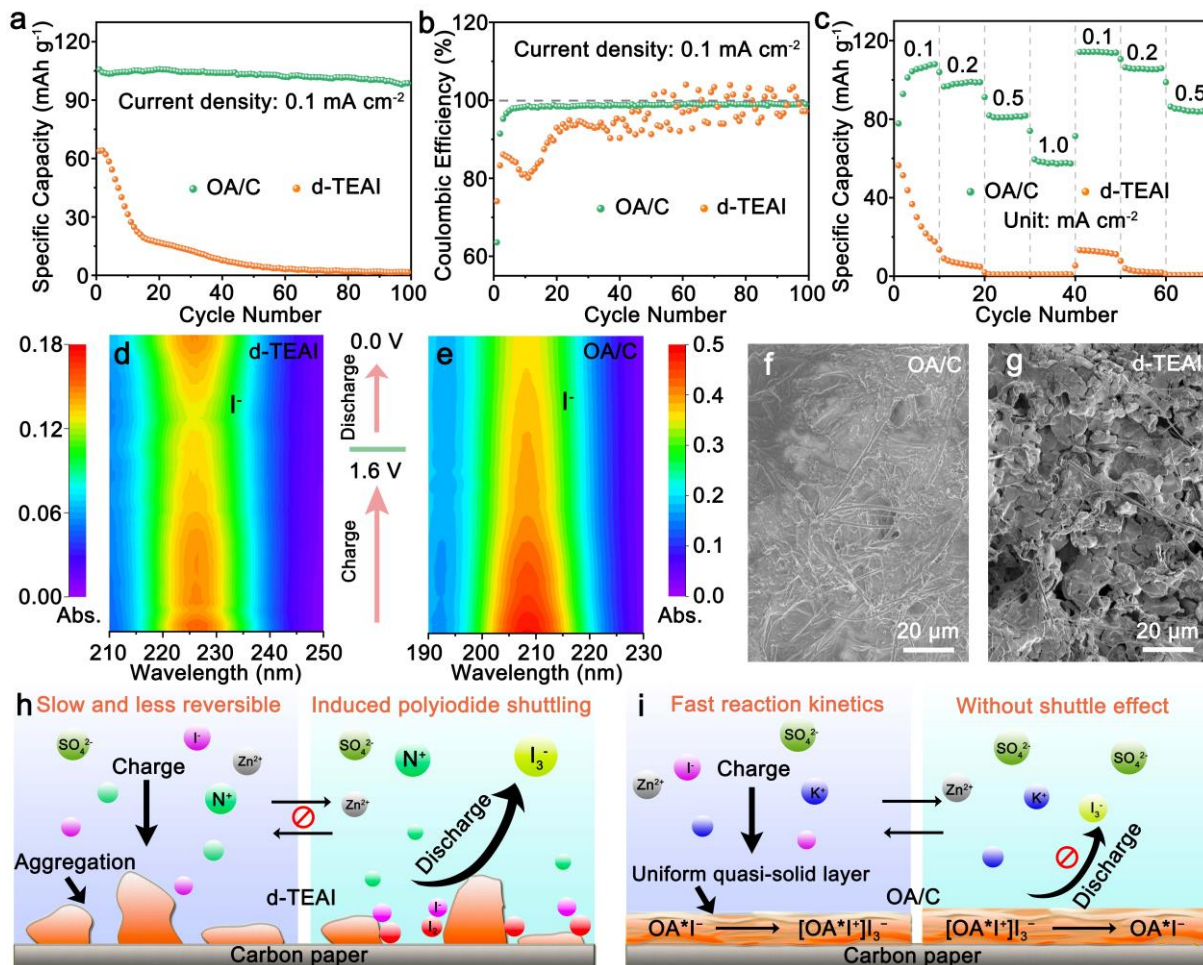 a
Specific Capacity (mAh g⁻¹)
120
90
60
30
0
Current density: 0.1 mA cm⁻²
OA/C
d-TEAI
0 20 40 60 80 100
Cycle Number
b
Coulombic Efficiency (%)
120
100
80
60
Current density: 0.1 mA cm⁻²
OA/C
d-TEAI
0 20 40 60 80 100
Cycle Number
c
Specific Capacity (mAh g⁻¹)
120
80
40
0
0.1
0.2
0.5
1.0
0.1
0.2
0.5
OA/C
d-TEAI
Unit: mA cm⁻²
0 20 40 60
Cycle Number
0.18
0.12
0.06
0.00
Abs.
d
d-TEAI
I⁻
210 220 230 240 250
Wavelength (nm)
0.0 V
Discharge
1.6 V
Charge
e
OA/C
I⁻
190 200 210 220 230
Wavelength (nm)
0.5
0.4
0.3
0.2
0.1
0.0
Abs.
f
OA/C
20 μm
g
d-TEAI
20 μm
h
Slow and less reversible
Induced polyiodide shuttling
SO₄²⁻
I⁻
Zn²⁺
Charge
N⁺
Aggregation
d-TEAI
SO₄²⁻
N⁺
I₃⁻
Zn²⁺
Discharge
I⁻
I₂
Carbon paper
i
Fast reaction kinetics
Without shuttle effect
SO₄²⁻
I⁻
Zn²⁺
Charge
K⁺
Uniform quasi-solid layer
OA/C
SO₄²⁻
SO₄²⁻
Zn²⁺
K⁺
I₃⁻
Discharge
OA*I⁻
[OA*I⁺]I₃⁻
[OA*I⁺]I₃⁻
OA*I⁻
Carbon paper